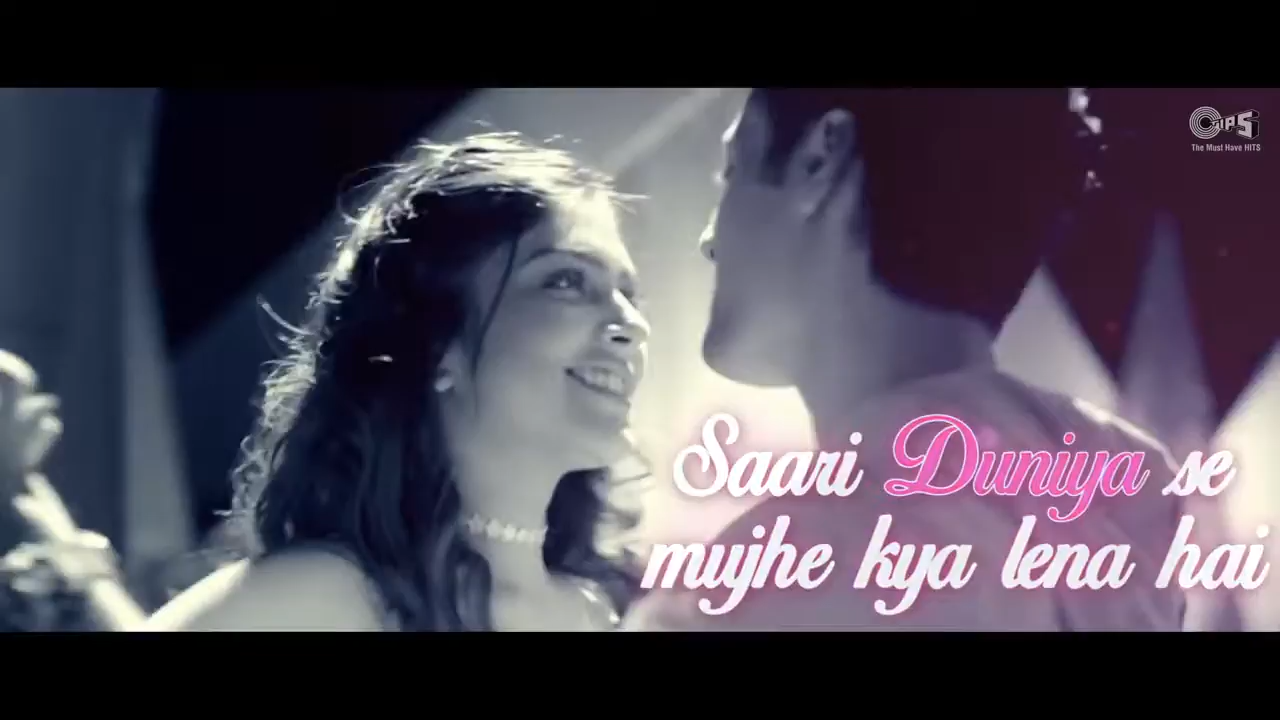 TIPS
The Must Have HITS
Saari Duniya se
mujhe kya lena hai